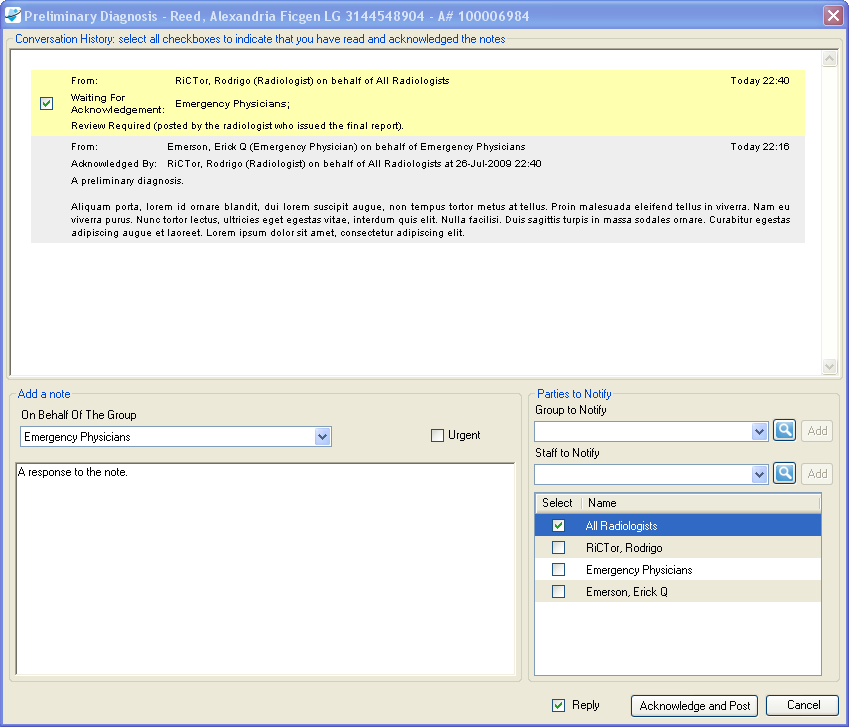 Preliminary Diagnosis - Reed, Alexandria Ficgen LG 3144548904 - A# 100006984
Conversation History: select all checkboxes to indicate that you have read and acknowledged the notes
From: RiCTor, Rodrigo (Radiologist) on behalf of All Radiologists Today 22:40
Waiting For
Acknowledgement: Emergency Physicians;
Review Required (posted by the radiologist who issued the final report).
From: Emerson, Erick Q (Emergency Physician) on behalf of Emergency Physicians Today 22:16
Acknowledged By: RiCTor, Rodrigo (Radiologist) on behalf of All Radiologists at 26-Jul-2009 22:40
A preliminary diagnosis.
Aliquam porta, lorem id ornare blandit, dui lorem suscipit augue, non tempus tortor metus at tellus. Proin malesuada eleifend tellus in viverra. Nam eu
viverra purus. Nunc tortor lectus, ultricies eget egestas vitae, interdum quis elit. Nulla facilisi. Duis sagittis turpis in massa sodales ornare. Curabitur egestas
adipiscing augue et laoreet. Lorem ipsum dolor sit amet, consectetur adipiscing elit.
Add a note
On Behalf Of The Group
Emergency Physicians
Urgent
A response to the note.
Parties to Notify
Group to Notify
Add
Staff to Notify
Add
Select Name
All Radiologists
RiCTor, Rodrigo
Emergency Physicians
Emerson, Erick Q
Reply
Acknowledge and Post
Cancel